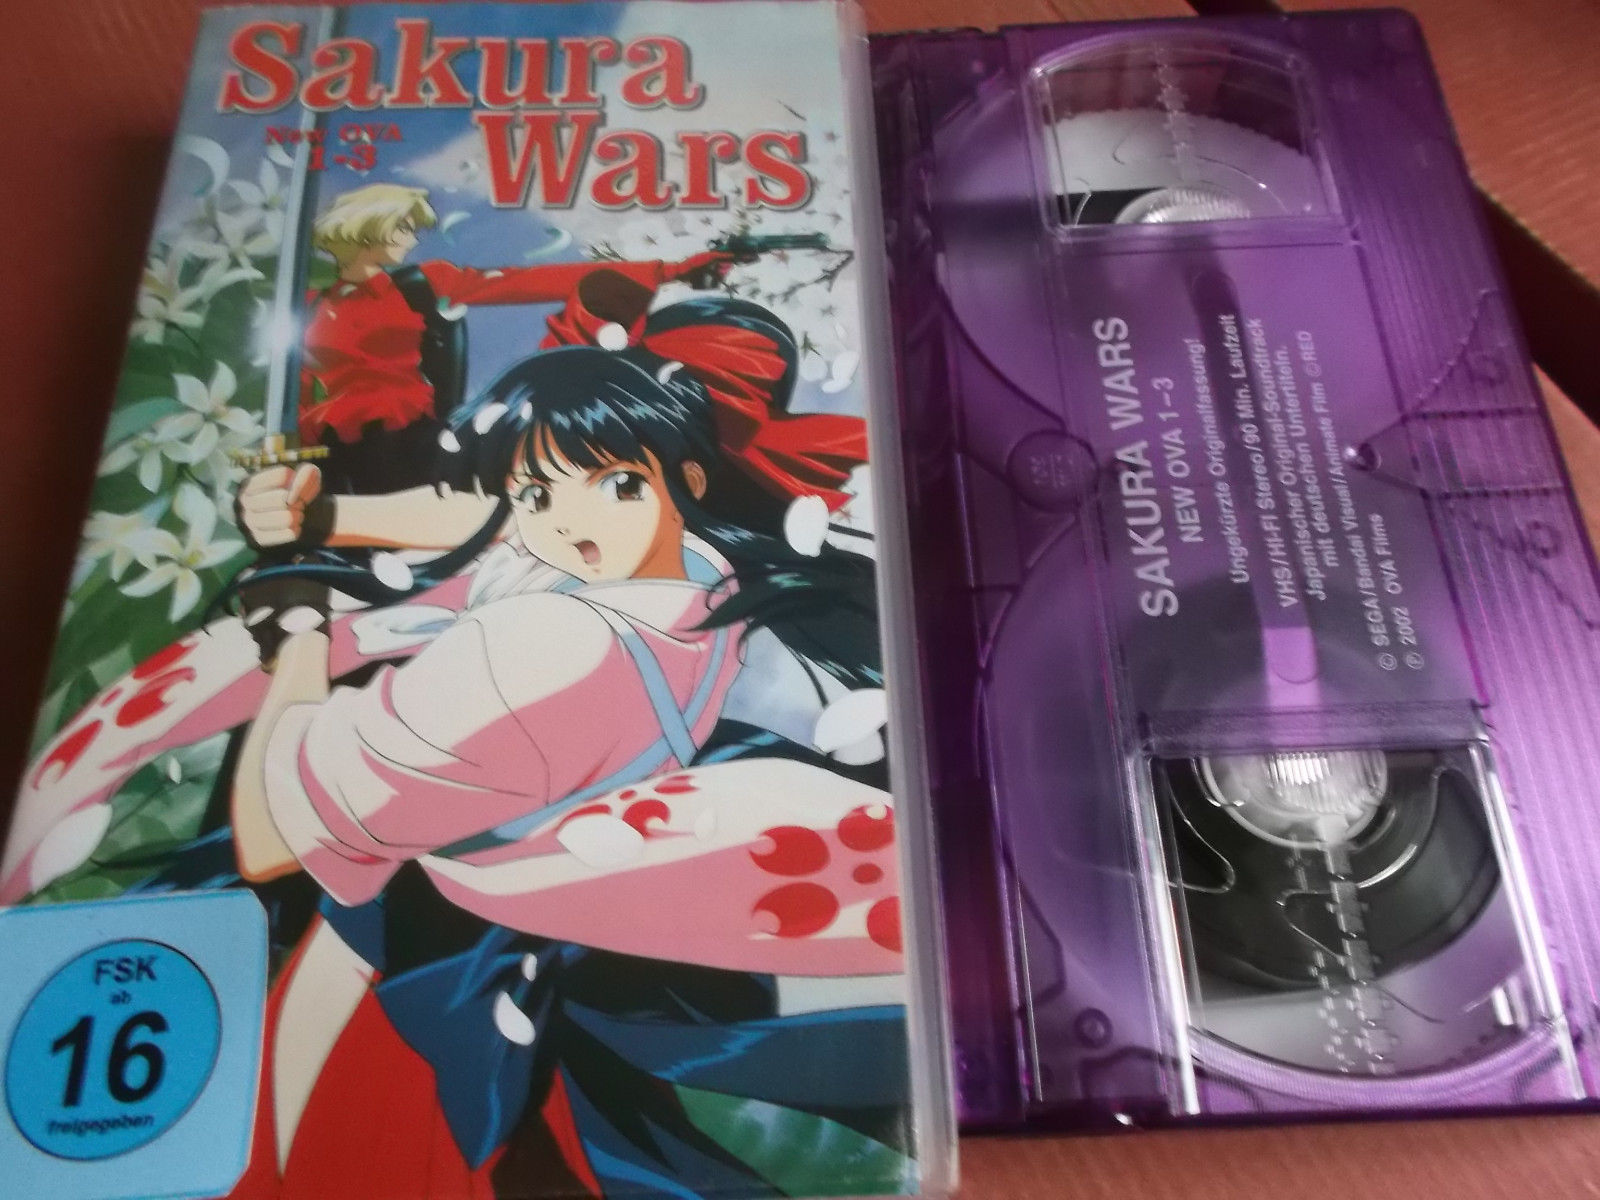 Sakura
Wars
New OVA
1-3
FSK
ab
16
freigegeben
SAKURA WARS
NEW OVA 1-3
Ungekürzte Originalfassung!
VHS/HI-FI Stereo/90 Min. Laufzeit
Japanischer Original-Soundtrack
mit deutschen Untertiteln.
© SEGA/Bandai Visual/Animate Film © RED
℗ 2002 OVA Films